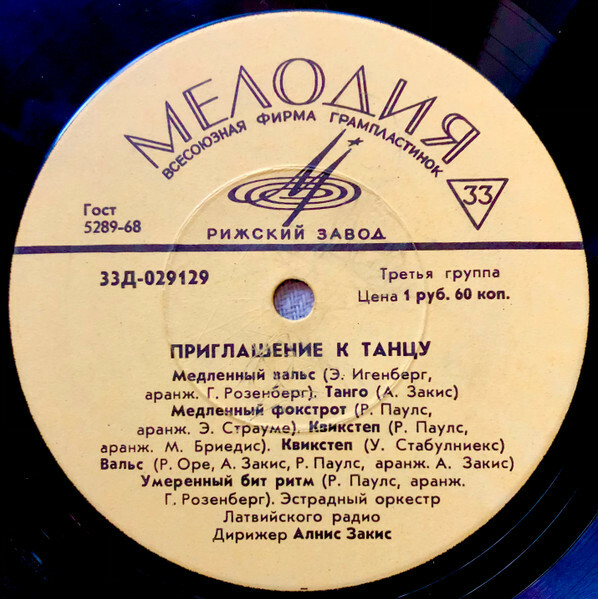 МЕЛОДИЯ
ВСЕСОЮЗНАЯ ФИРМА ГРАМПЛАСТИНОК
33
Гост
5289-68
РИЖСКИЙ ЗАВОД
33Д-029129
Третья группа
Цена 1 руб. 60 коп.
ПРИГЛАШЕНИЕ К ТАНЦУ
Медленный вальс (Э. Игенберг,
аранж. Г. Розенберг). Танго (А. Закис)
Медленный фокстрот (Р. Паулс,
аранж. Э. Страуме). Квикстеп (Р. Паулс,
аранж. М. Бриедис). Квикстеп (У. Стабулниекс)
Вальс (Р. Оре, А. Закис, Р. Паулс, аранж. А. Закис)
Умеренный бит ритм (Р. Паулс, аранж.
Г. Розенберг). Эстрадный оркестр
Латвийского радио
Дирижер Алнис Закис